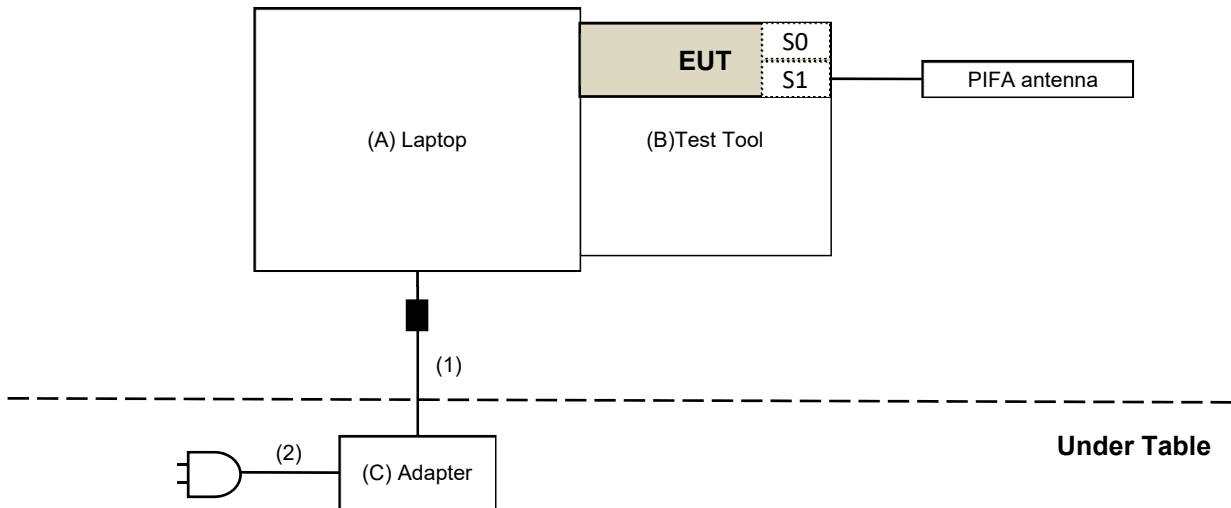 S0
EUT
S1
PIFA antenna
(A) Laptop
(B)Test Tool
(1)
Under Table
(2)
(C) Adapter